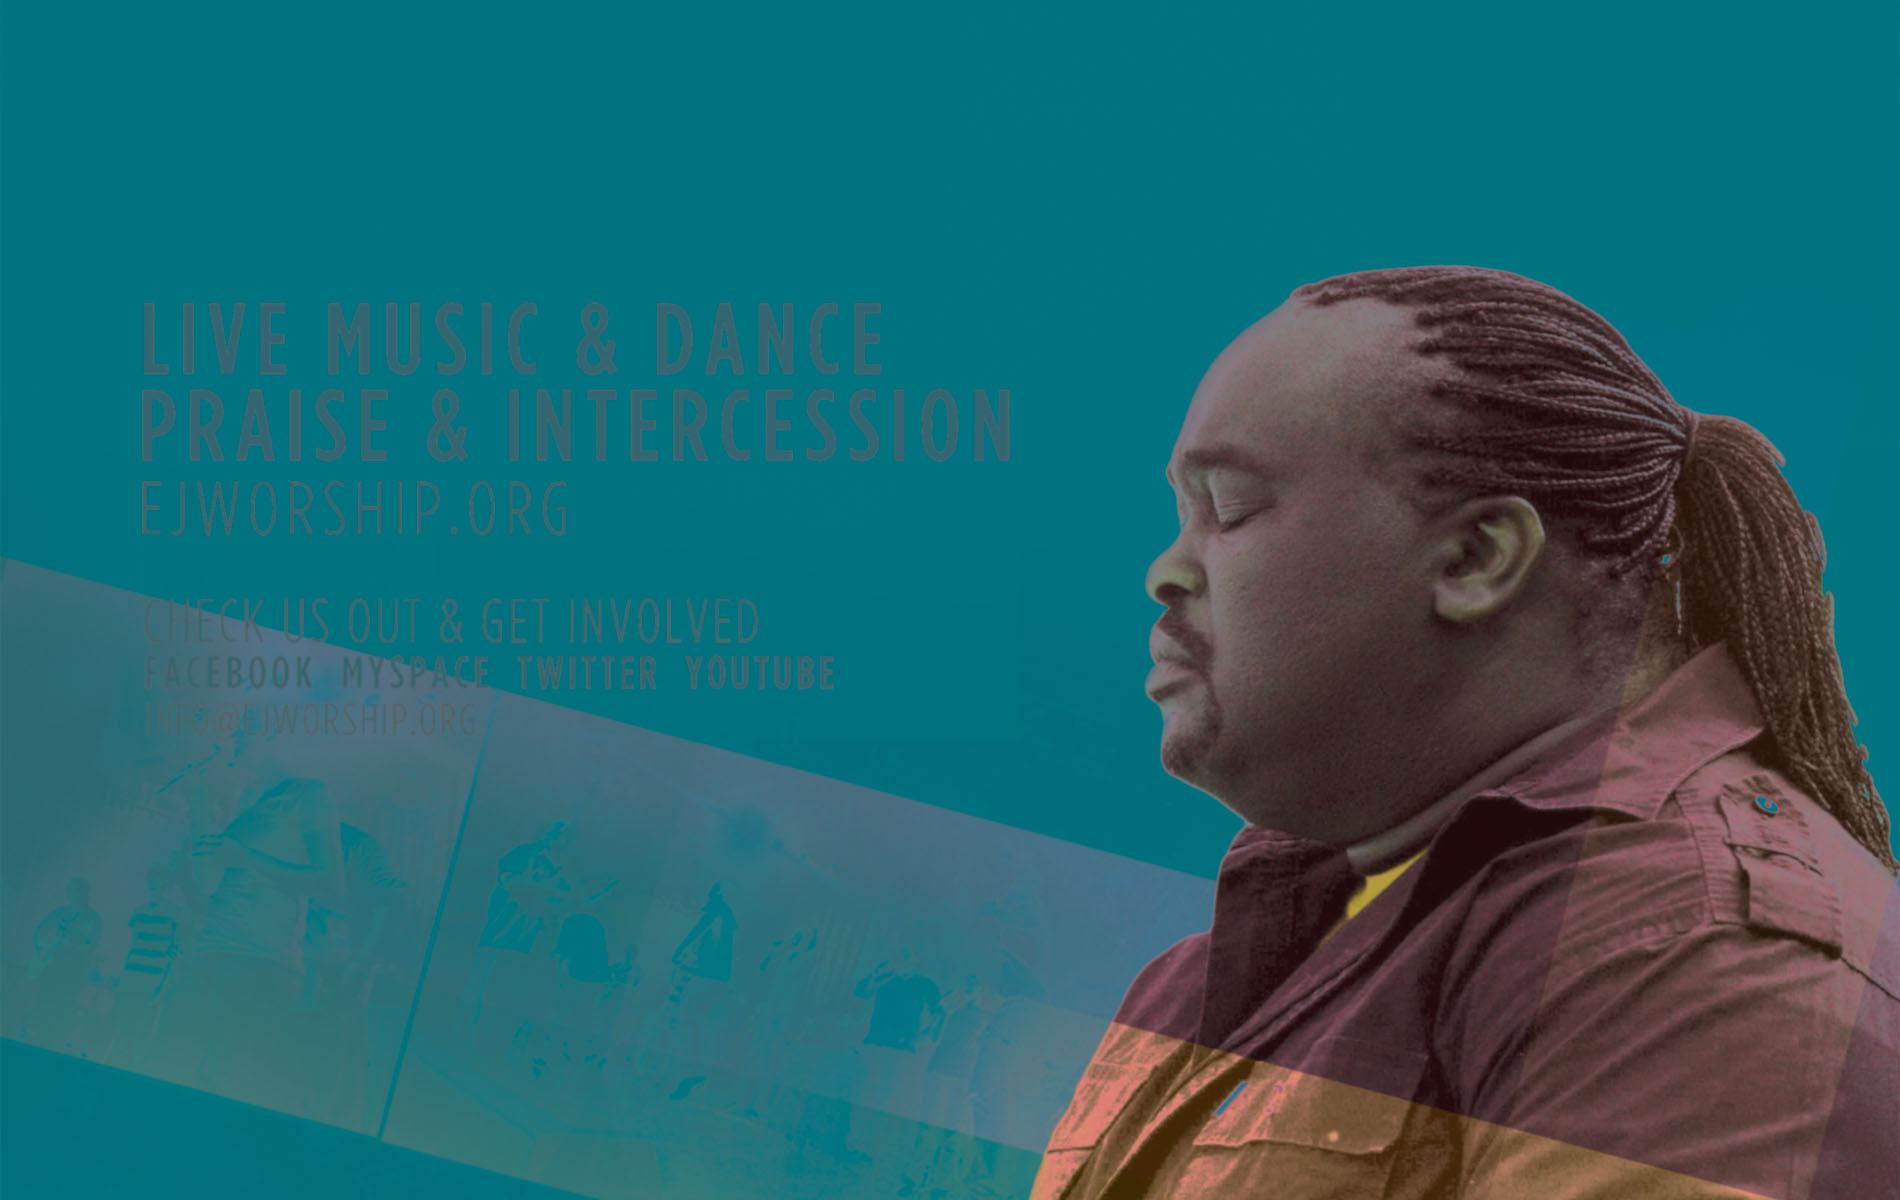 LIVE MUSIC & DANCE
PRAISE & INTERCESSION
EJWORSHIP.ORG
CHECK US OUT & GET INVOLVED
FACEBOOK MYSPACE TWITTER YOUTUBE
INFO@EJWORSHIP.ORG